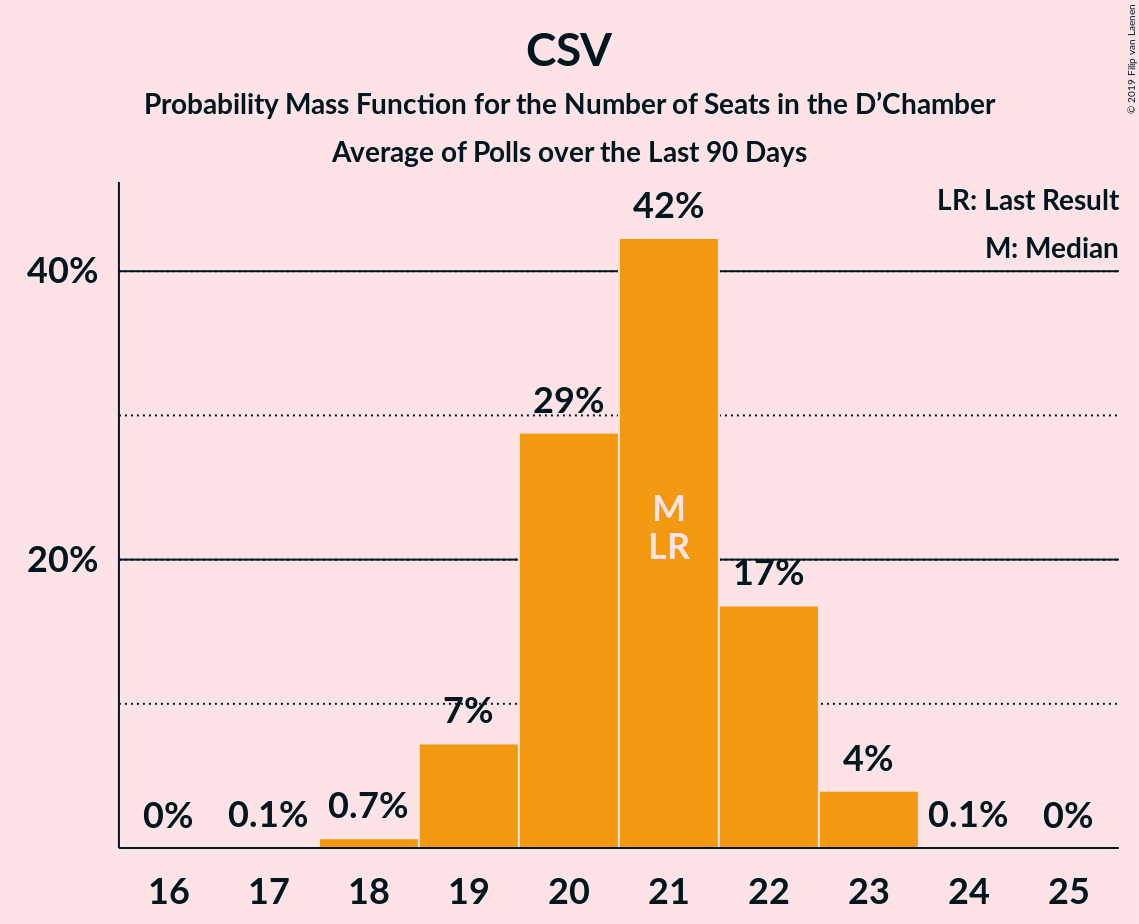 CSV
Probability Mass Function for the Number of Seats in the D’Chamber
Average of Polls over the Last 90 Days
© 2019 Filip van Laenen
LR: Last Result
M: Median
40%
20%
0%
0.1%
0.7%
7%
29%
42%
17%
4%
0.1%
0%
M
LR
16 17 18 19 20 21 22 23 24 25